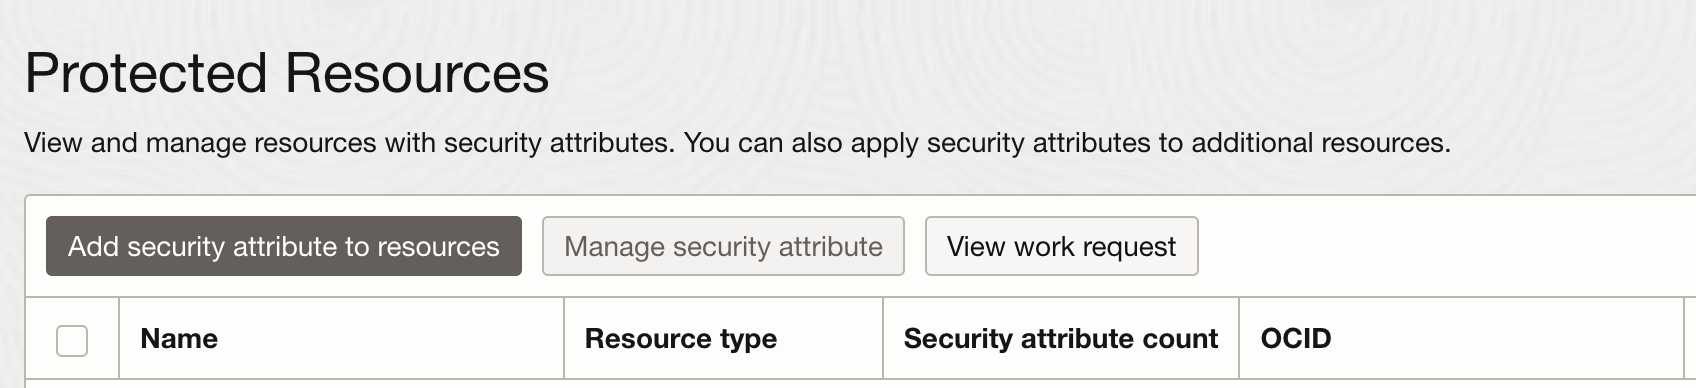 Protected Resources
View and manage resources with security attributes. You can also apply security attributes to additional resources.
Add security attribute to resources Manage security attribute View work request
Name Resource type Security attribute count OCID